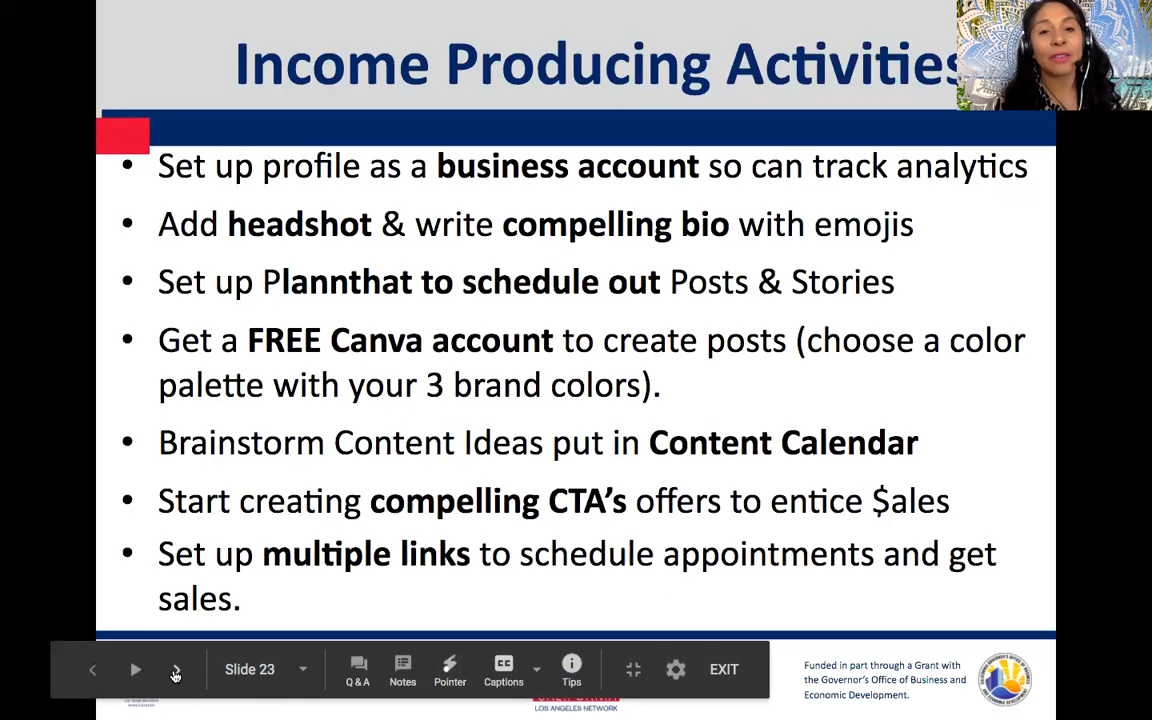 Income Producing Activities
• Set up profile as a business account so can track analytics
• Add headshot & write compelling bio with emojis
• Set up Plannthat to schedule out Posts & Stories
• Get a FREE Canva account to create posts (choose a color
palette with your 3 brand colors).
• Brainstorm Content Ideas put in Content Calendar
• Start creating compelling CTA’s offers to entice $ales
• Set up multiple links to schedule appointments and get
sales.
Slide 23
Q & A
Notes
Pointer
CC
Captions
Tips
EXIT
LOS ANGELES NETWORK
Funded in part through a Grant with
the Governor’s Office of Business and
Economic Development.